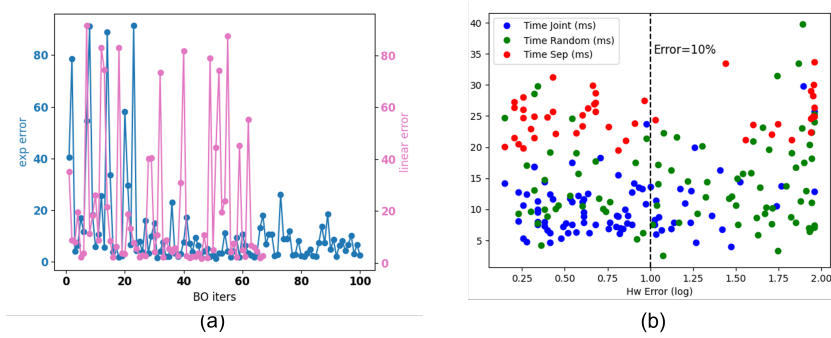 exp error
80
60
40
20
0
0 20 40 60 80 100
BO iters
80
60
40
20
0
linear error
(a)
40
35
30
25
20
15
10
5
Time Joint (ms)
Time Random (ms)
Time Sep (ms)
Error=10%
0.25 0.50 0.75 1.00 1.25 1.50 1.75 2.00
Hw Error (log)
(b)